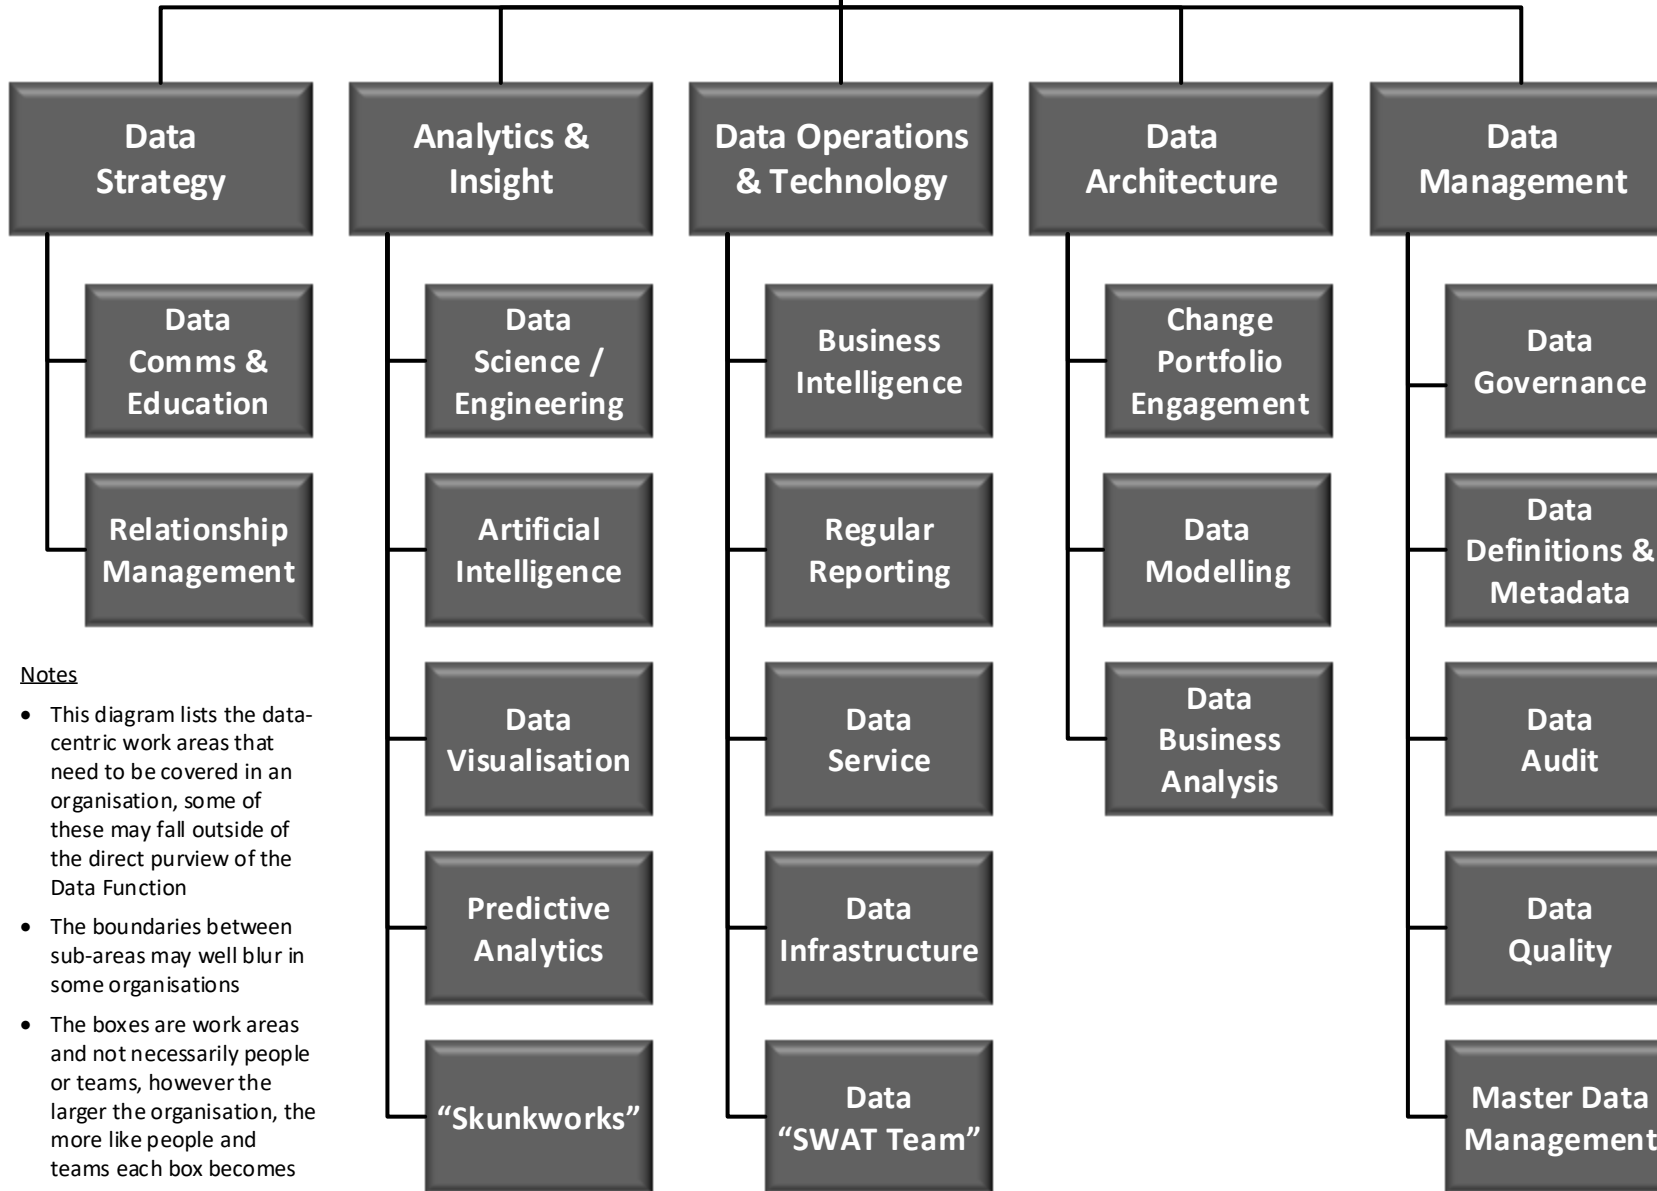 Data
Strategy
Analytics &
Insight
Data Operations
& Technology
Data
Architecture
Data
Management
Data
Comms &
Education
Relationship
Management
Data
Science /
Engineering
Artificial
Intelligence
Data
Visualisation
Predictive
Analytics
“Skunkworks”
Business
Intelligence
Regular
Reporting
Data
Service
Data
Infrastructure
Data
“SWAT Team”
Change
Portfolio
Engagement
Data
Modelling
Data
Business
Analysis
Data
Governance
Data
Definitions &
Metadata
Data
Audit
Data
Quality
Master Data
Management
Notes
• This diagram lists the data-
centric work areas that
need to be covered in an
organisation, some of
these may fall outside of
the direct purview of the
Data Function
• The boundaries between
sub-areas may well blur in
some organisations
• The boxes are work areas
and not necessarily people
or teams, however the
larger the organisation, the
more like people and
teams each box becomes